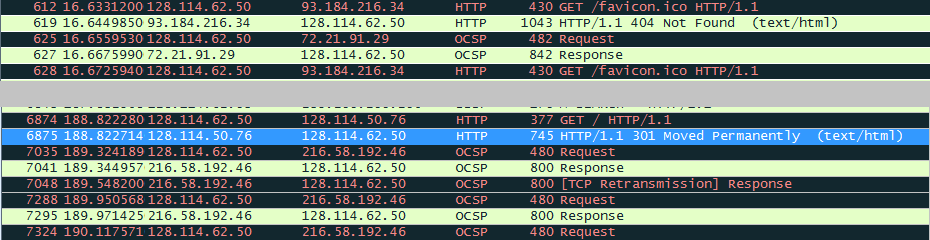 612 16.6331200 128.114.62.50 93.184.216.34 HTTP 430 GET /favicon.ico HTTP/1.1
619 16.6449850 93.184.216.34 128.114.62.50 HTTP 1043 HTTP/1.1 404 Not Found (text/html)
625 16.6559530 128.114.62.50 72.21.91.29 OCSP 482 Request
627 16.6675990 72.21.91.29 128.114.62.50 OCSP 842 Response
628 16.6725940 128.114.62.50 93.184.216.34 HTTP 430 GET /favicon.ico HTTP/1.1
6874 188.822280 128.114.62.50 128.114.50.76 HTTP 377 GET / HTTP/1.1
6875 188.822714 128.114.50.76 128.114.62.50 HTTP 745 HTTP/1.1 301 Moved Permanently (text/html)
7035 189.324189 128.114.62.50 216.58.192.46 OCSP 480 Request
7041 189.344957 216.58.192.46 128.114.62.50 OCSP 800 Response
7048 189.548200 216.58.192.46 128.114.62.50 OCSP 800 [TCP Retransmission] Response
7288 189.950568 128.114.62.50 216.58.192.46 OCSP 480 Request
7295 189.971425 216.58.192.46 128.114.62.50 OCSP 800 Response
7324 190.117571 128.114.62.50 216.58.192.46 OCSP 480 Request